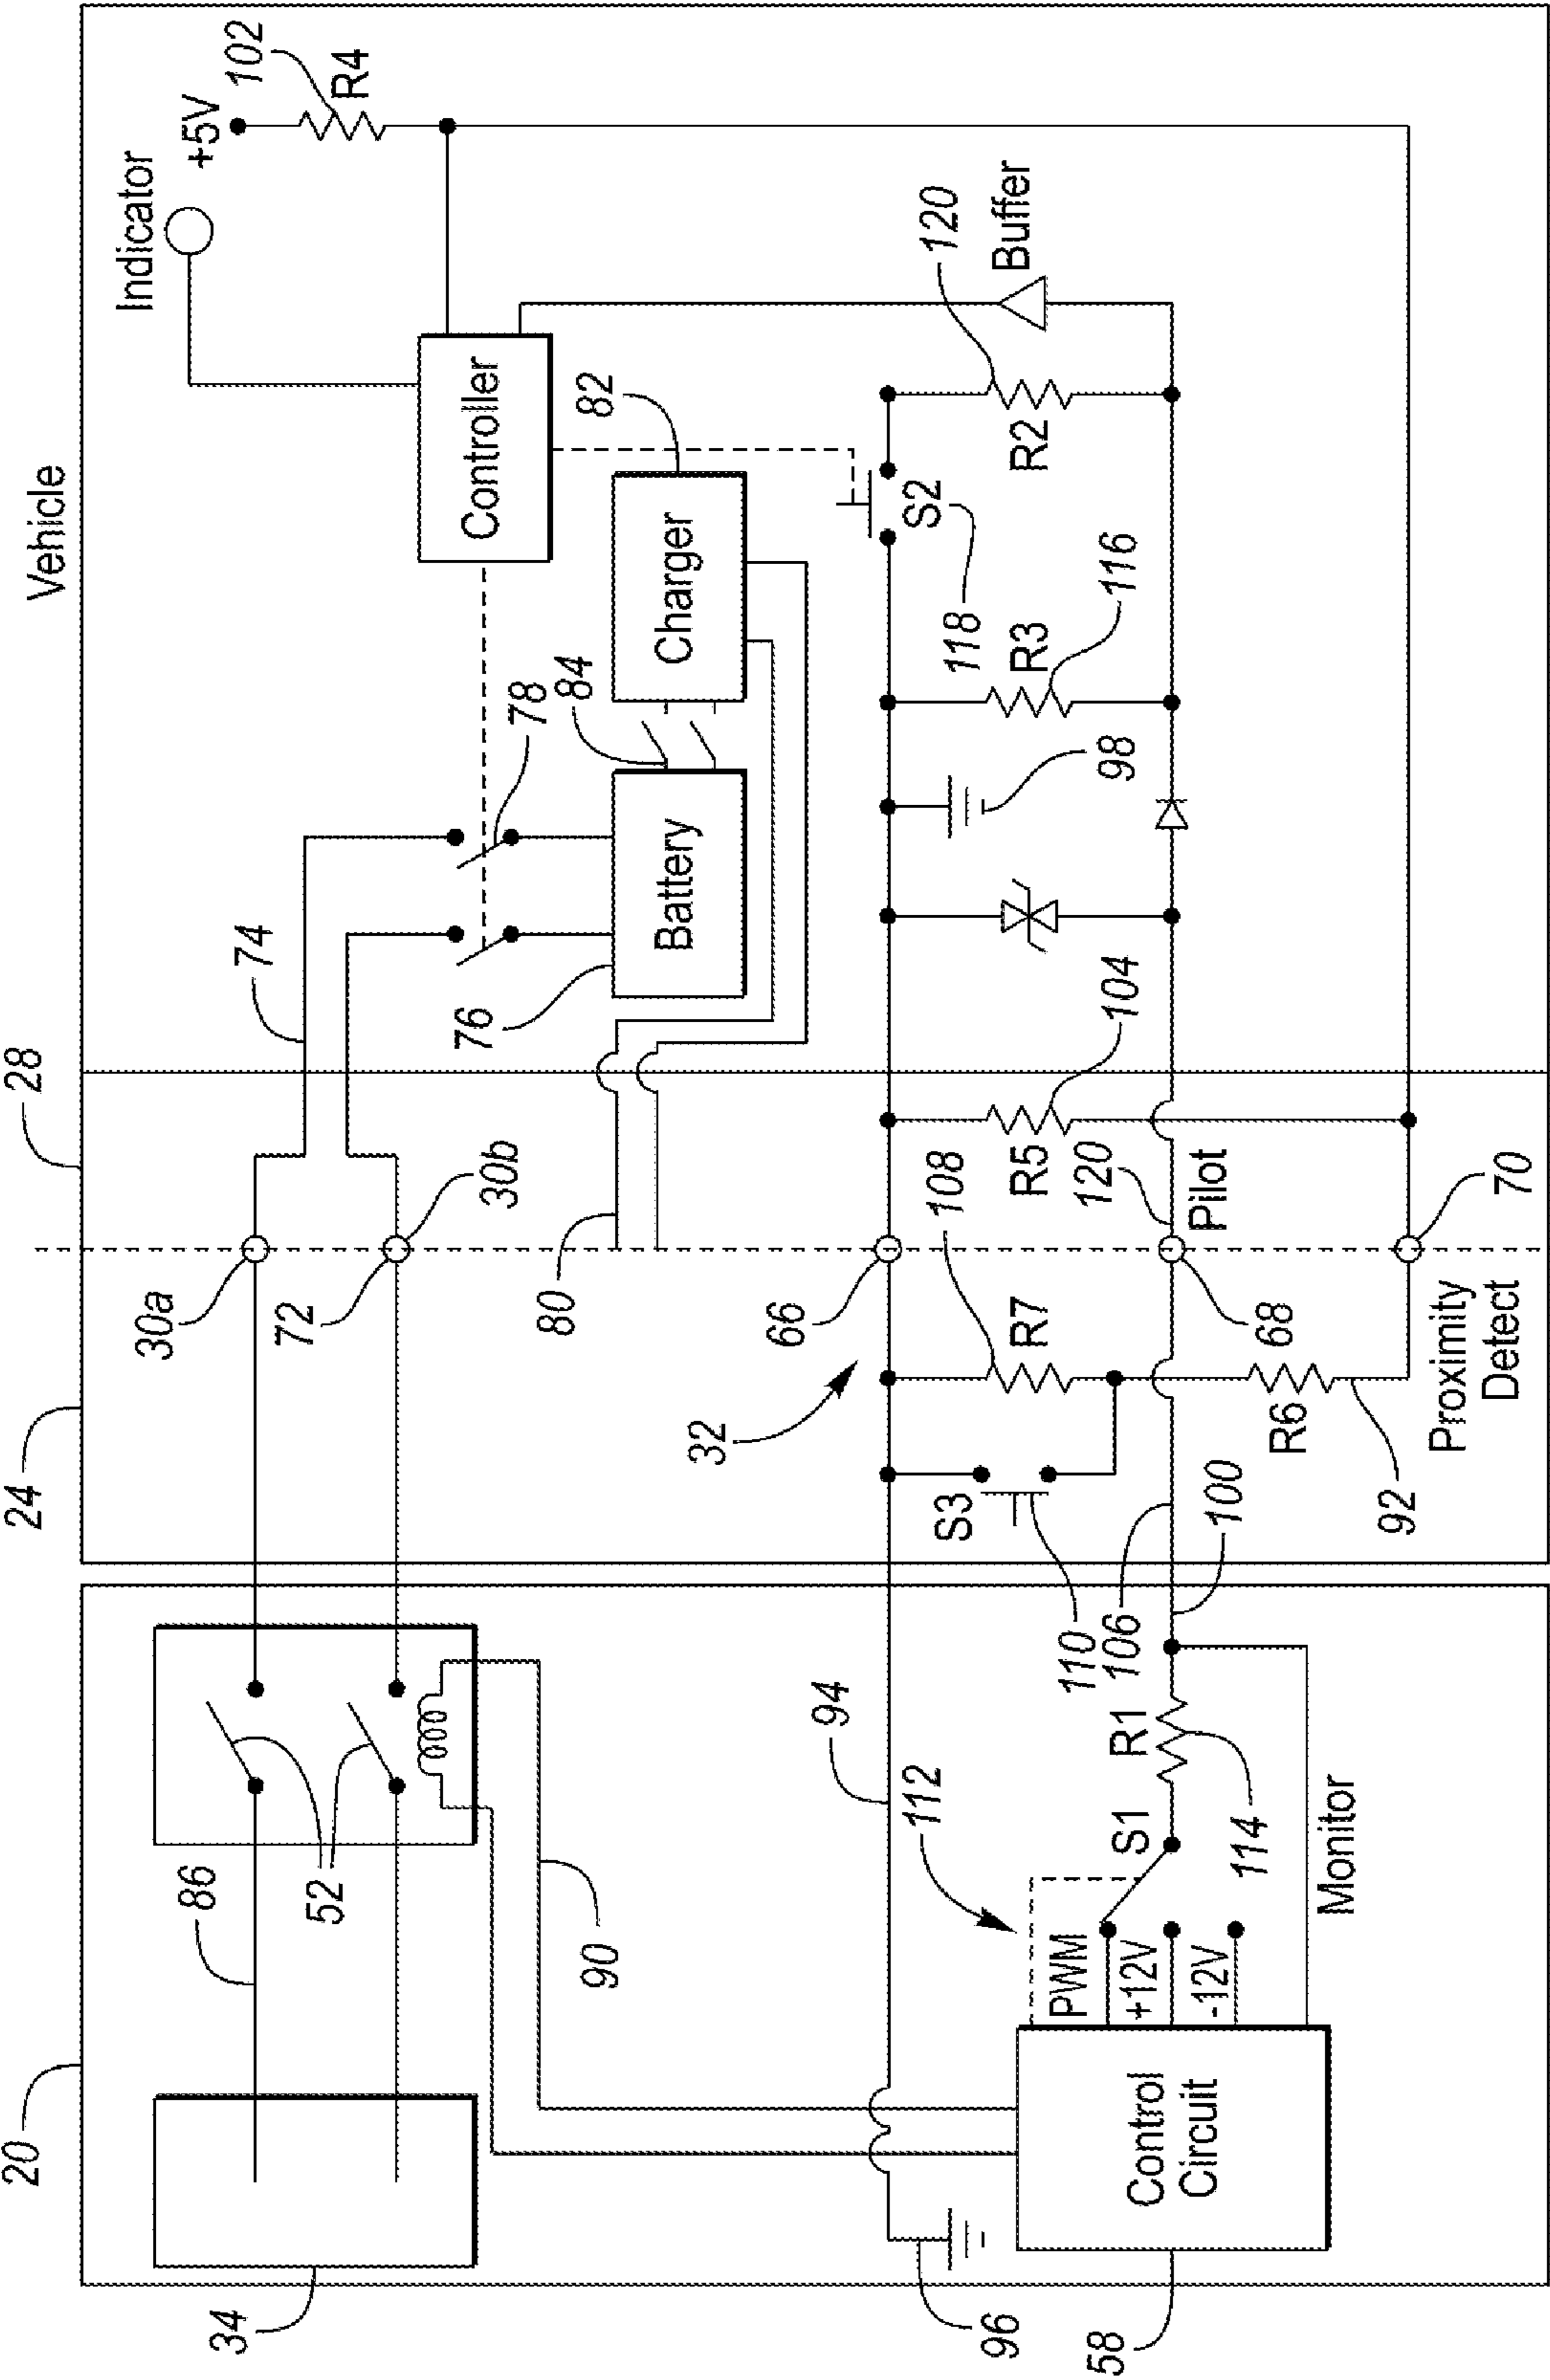 20
24
28
Vehicle
Indicator
30a
+5V
86
34
102
74
72
52
R4
76
Controller
30b
78
80
84
82
90
Battery
Charger
32
66
94
112
S2
108
120
S3
118
96
R7
R5
R3
R2
Buffer
PWM
110
120
58
98
104
116
106
S1
R1
+12V
Control
Circuit
Pilot
-12V
100
114
68
R6
Monitor
92
Proximity
Detect
70